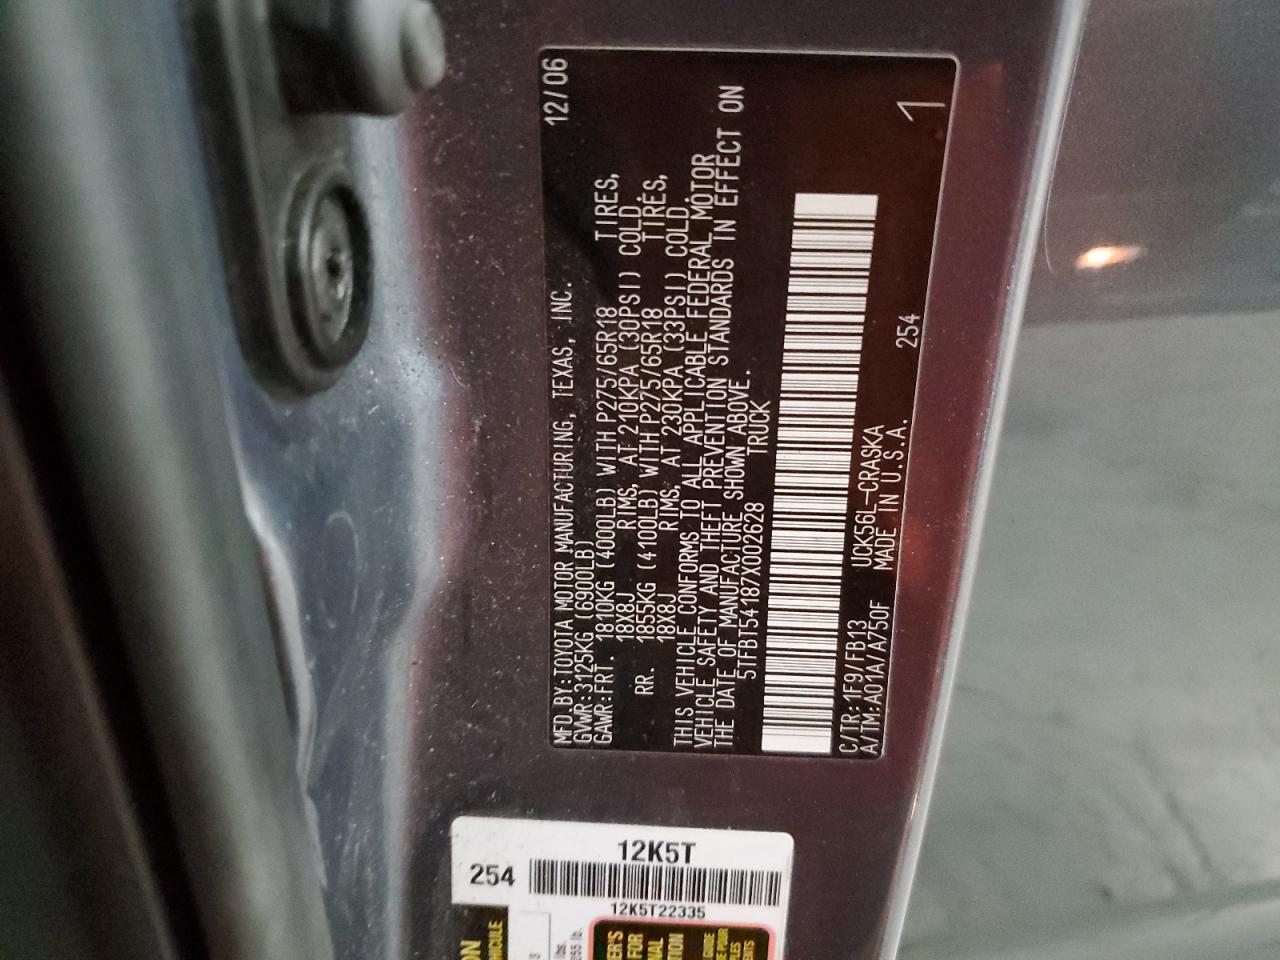 MFD.BY:TOYOTA MOTOR MANUFACTURING, TEXAS, INC. 12/06
GVWR:3125KG (6900LB)
GAWR:FRT. 1810KG (4000LB) WITH P275/65R18 TIRES,
18X8J RIMS, AT 210KPA (30PSI) COLD.
RR. 1855KG (4100LB) WITH P275/65R18 TIRES,
18X8J RIMS, AT 230KPA (33PSI) COLD.
THIS VEHICLE CONFORMS TO ALL APPLICABLE FEDERAL MOTOR
VEHICLE SAFETY AND THEFT PREVENTION STANDARDS IN EFFECT ON
THE DATE OF MANUFACTURE SHOWN ABOVE.
5TFBT54187X002628 TRUCK
C/TR:1F9/FB13 UCK56L-CRASKA
A/TM:A01A/A750F MADE IN U.S.A. 254 1
12K5T
254
12K5T22335